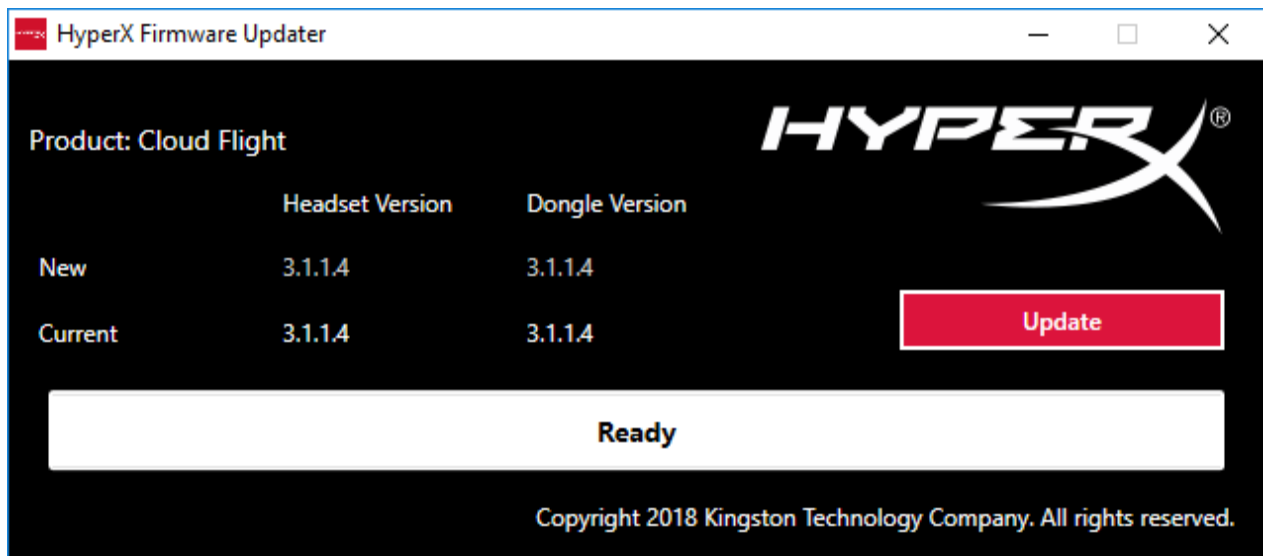 HyperX Firmware Updater
HYPERX®
Product: Cloud Flight
Headset Version Dongle Version
New 3.1.1.4 3.1.1.4
Current 3.1.1.4 3.1.1.4
Update
Ready
Copyright 2018 Kingston Technology Company. All rights reserved.